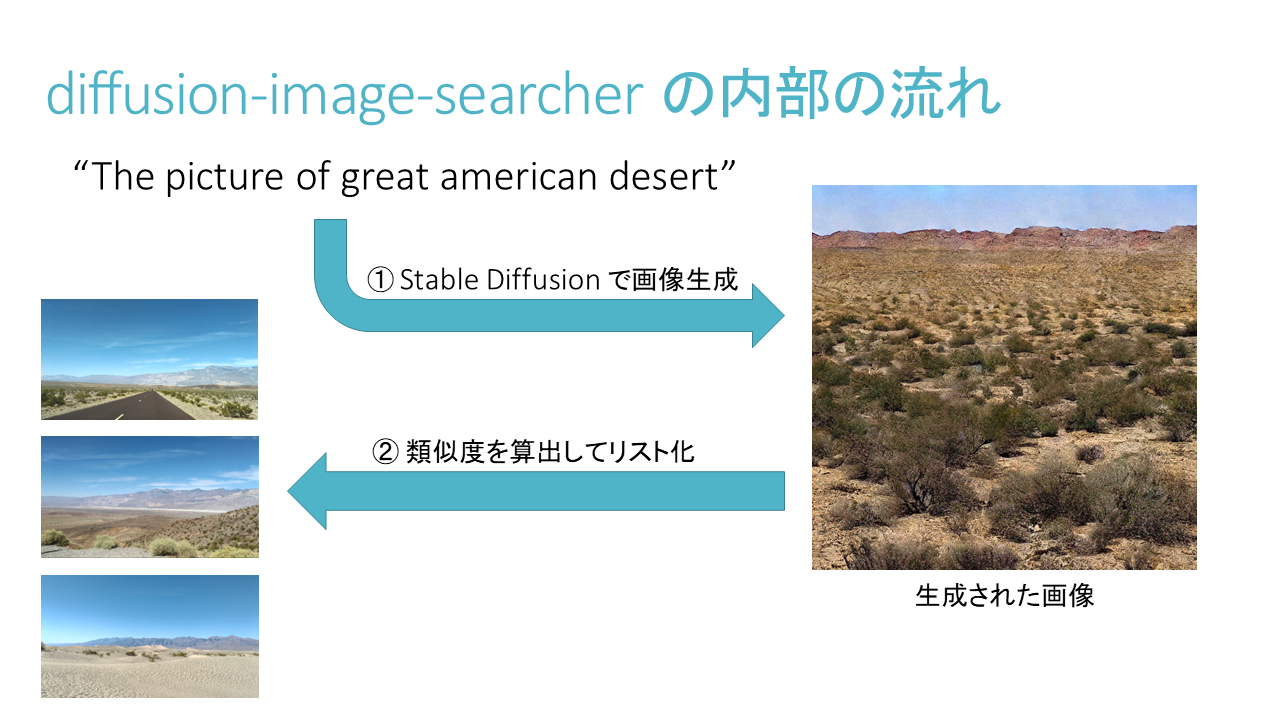 diffusion-image-searcher の内部の流れ
“The picture of great american desert”
① Stable Diffusion で画像生成
② 類似度を算出してリスト化
生成された画像